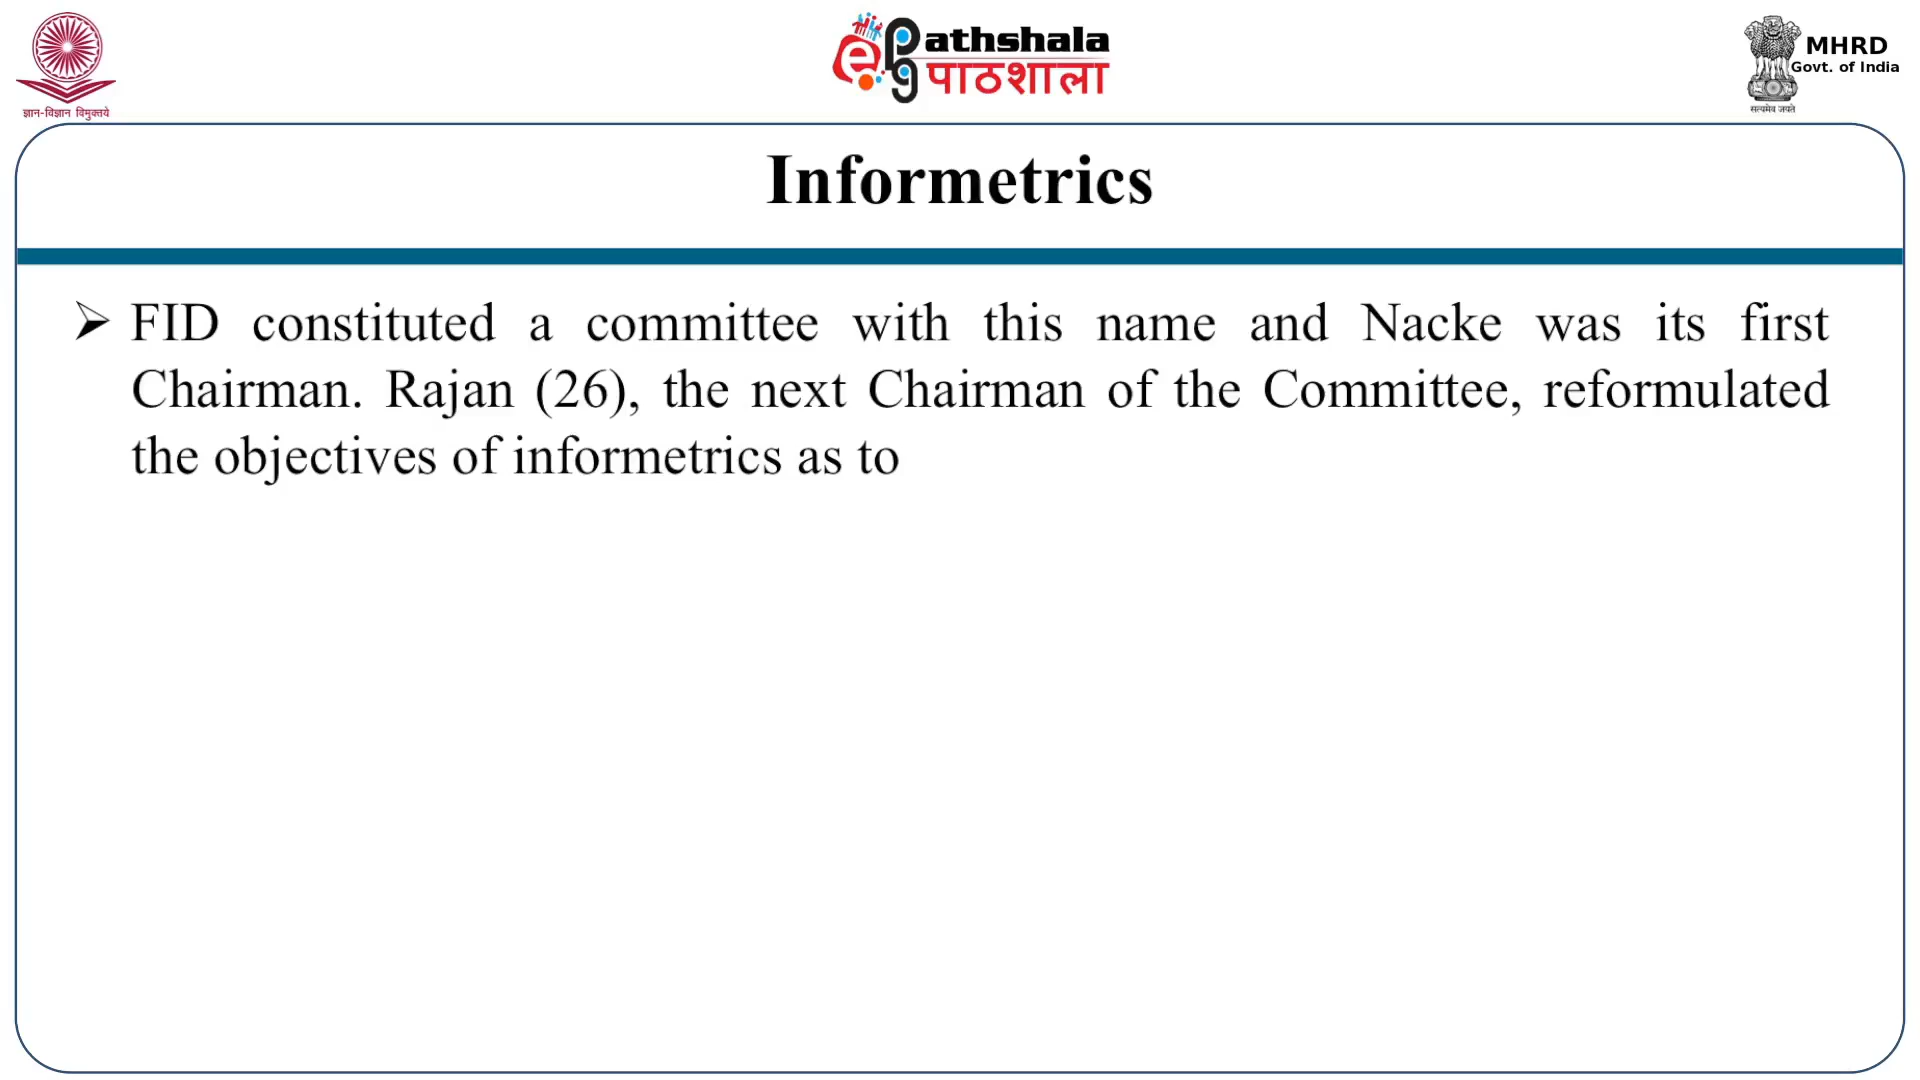 ज्ञान-विज्ञान विमुक्तये
ePathshala
पाठशाला
MHRD
Govt. of India
सत्यमेव जयते
Informetrics
➢ FID constituted a committee with this name and Nacke was its first
Chairman. Rajan (26), the next Chairman of the Committee, reformulated
the objectives of informetrics as to